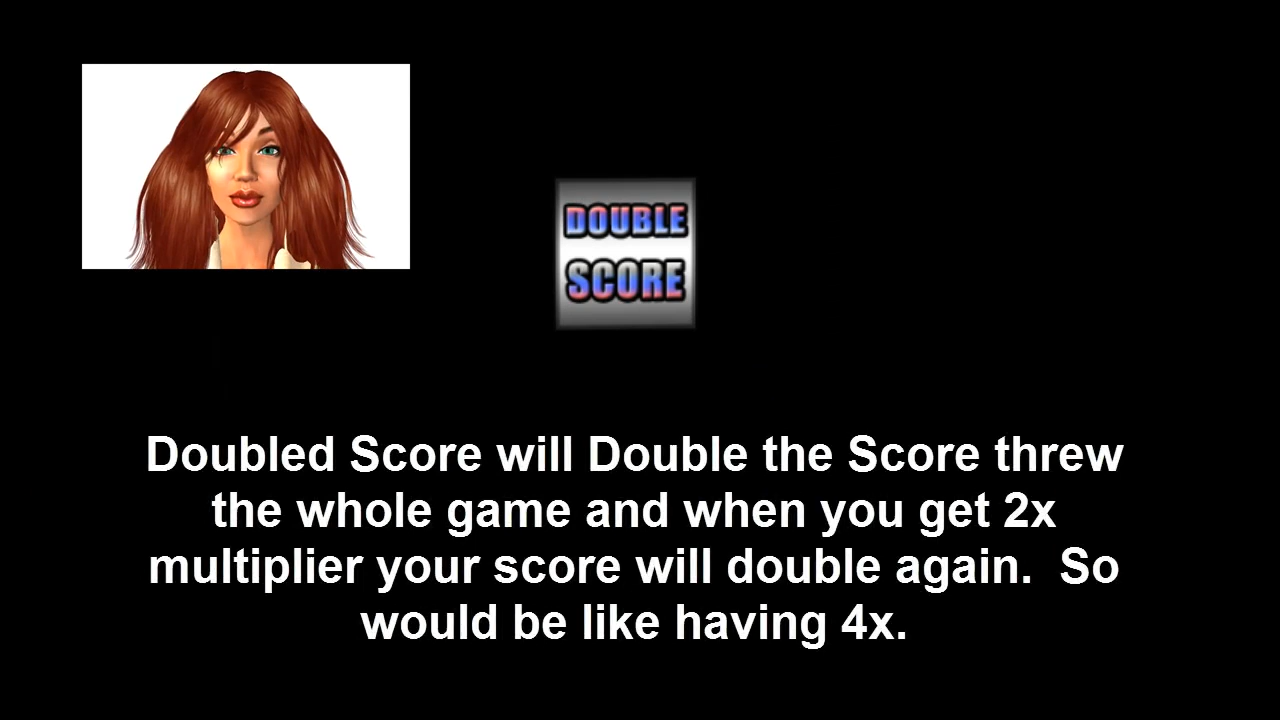 DOUBLE
SCORE
Doubled Score will Double the Score threw
the whole game and when you get 2x
multiplier your score will double again.  So
would be like having 4x.